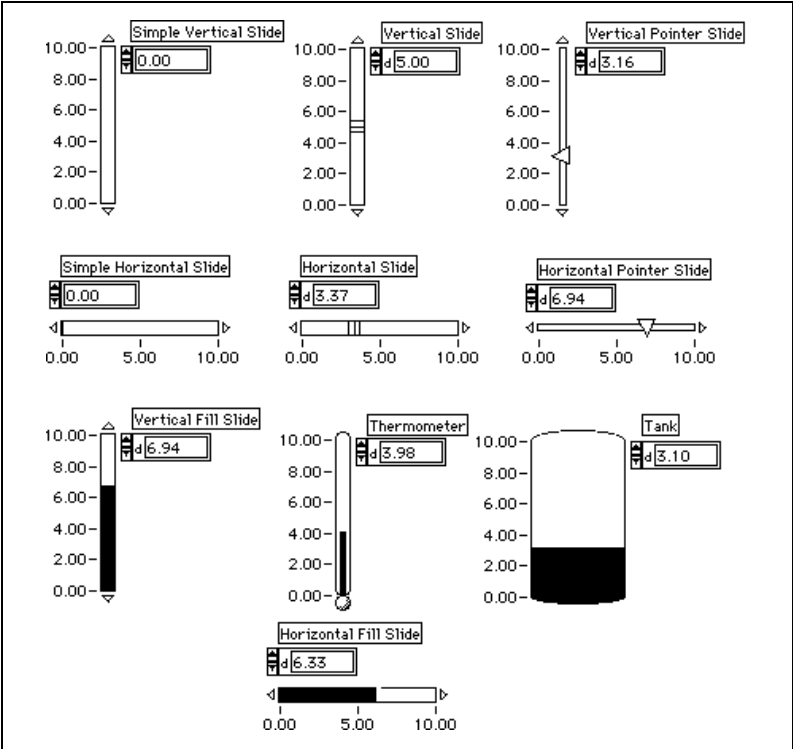 Simple Vertical Slide
0.00
10.00
8.00
6.00
4.00
2.00
0.00
Vertical Slide
d 5.00
10.00
8.00
6.00
4.00
2.00
0.00
Vertical Pointer Slide
d 3.16
10.00
8.00
6.00
4.00
2.00
0.00
Simple Horizontal Slide
0.00
0.00 5.00 10.00
Horizontal Slide
d 3.37
0.00 5.00 10.00
Horizontal Pointer Slide
d 6.94
0.00 5.00 10.00
Vertical Fill Slide
d 6.94
10.00
8.00
6.00
4.00
2.00
0.00
Thermometer
d 3.98
10.00
8.00
6.00
4.00
2.00
0.00
Tank
d 3.10
10.00
8.00
6.00
4.00
2.00
0.00
Horizontal Fill Slide
d 6.33
0.00 5.00 10.00